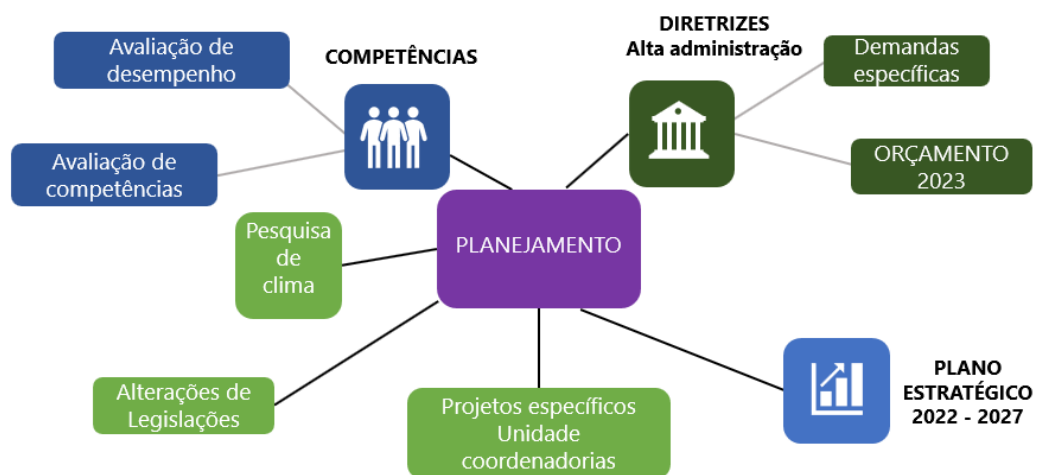 Avaliação de
desempenho
COMPETÊNCIAS
DIRETRIZES
Alta administração
Demandas
específicas
Avaliação de
competências
ORÇAMENTO
2023
Pesquisa
de
clima
PLANEJAMENTO
Alterações de
Legislações
Projetos específicos
Unidade
coordenadorias
PLANO
ESTRATÉGICO
2022 - 2027